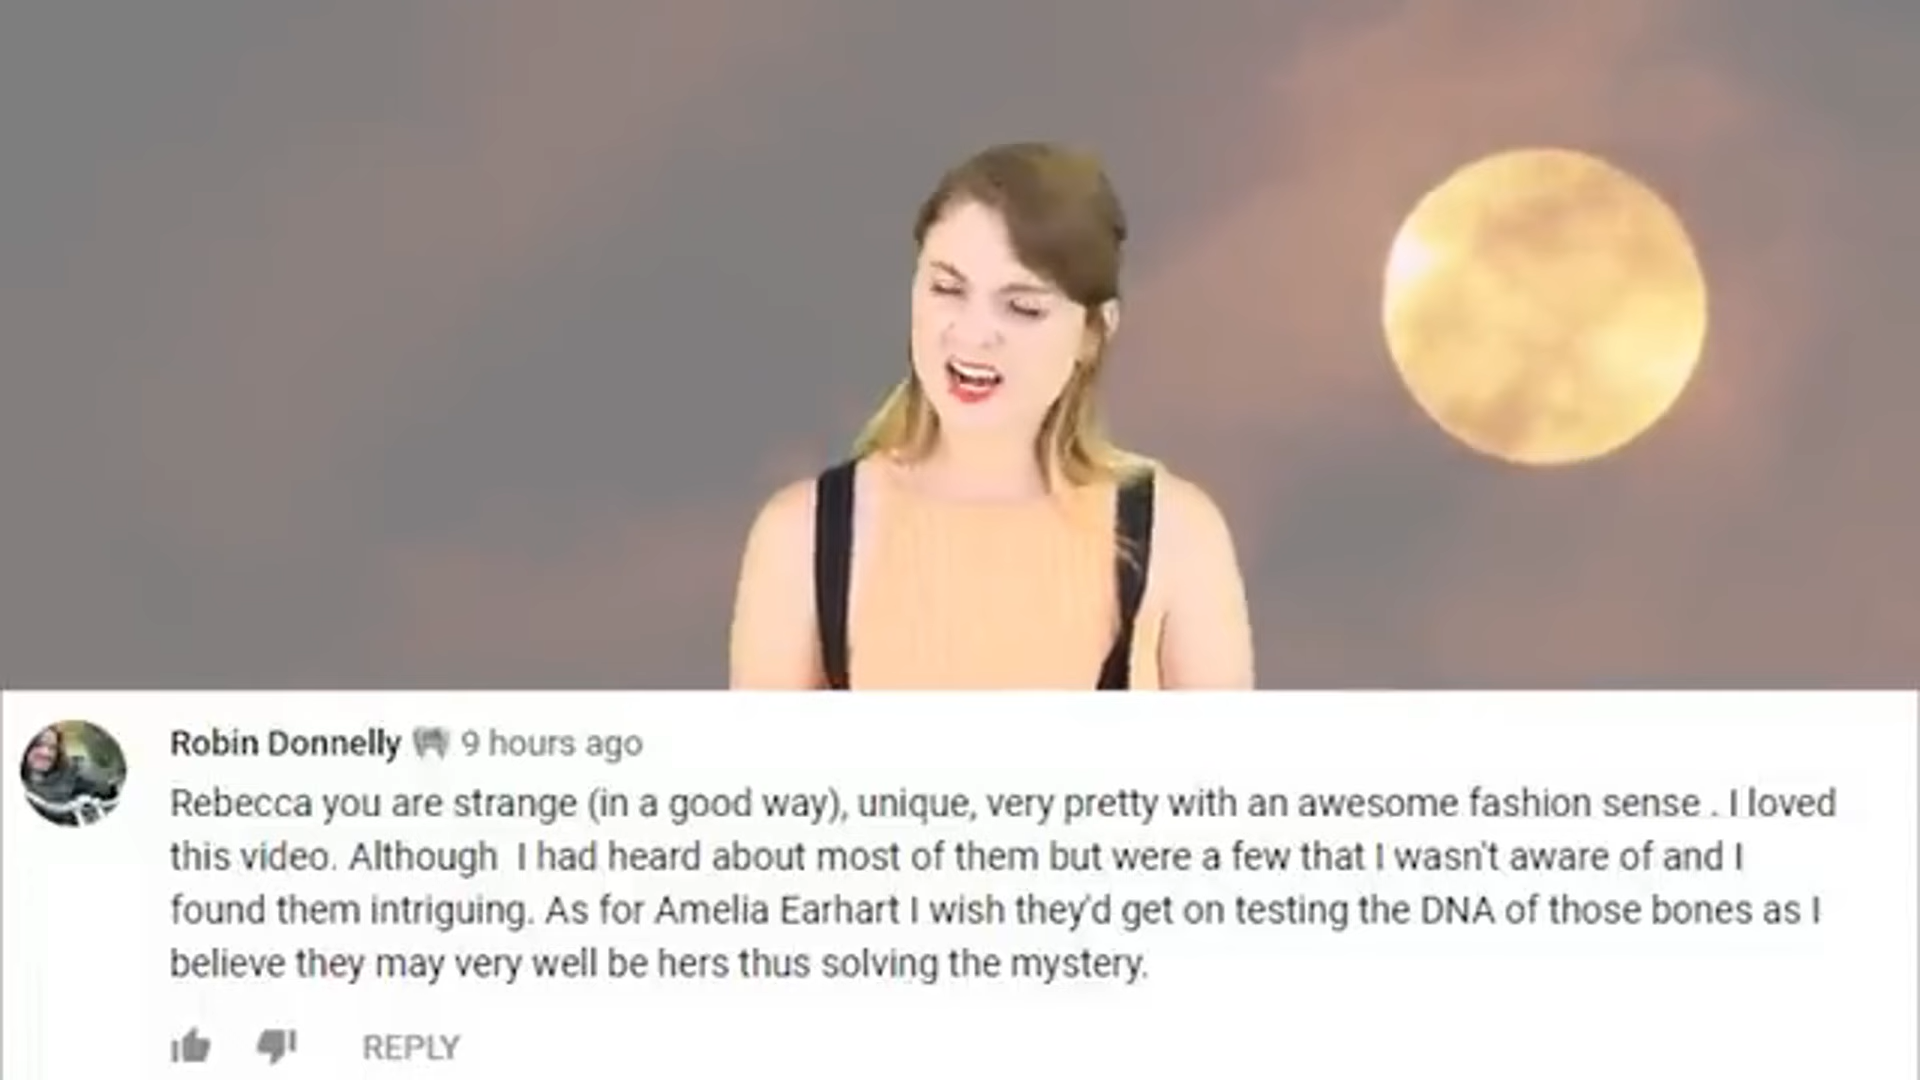 Robin Donnelly 9 hours ago
Rebecca you are strange (in a good way), unique, very pretty with an awesome fashion sense . I loved
this video. Although  I had heard about most of them but were a few that I wasn't aware of and I
found them intriguing. As for Amelia Earhart I wish they'd get on testing the DNA of those bones as I
believe they may very well be hers thus solving the mystery.
REPLY